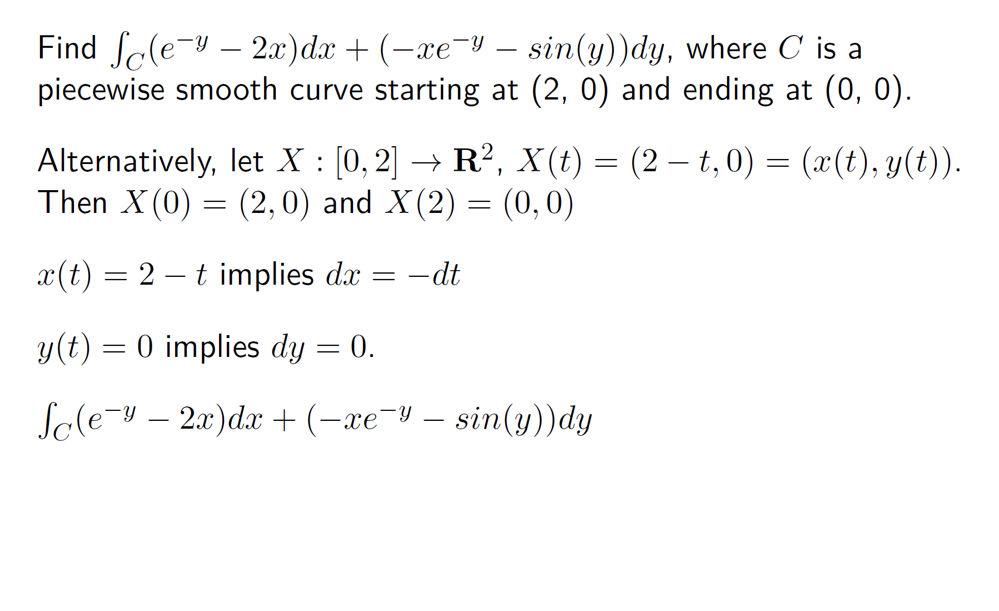 Find $\int_C (e^{-y} - 2x)dx + (-xe^{-y} - sin(y))dy$, where $C$ is a
piecewise smooth curve starting at (2, 0) and ending at (0, 0).
Alternatively, let $X : [0, 2] \to \mathbf{R}^2$, $X(t) = (2 - t, 0) = (x(t), y(t))$.
Then $X(0) = (2, 0)$ and $X(2) = (0, 0)$
$x(t) = 2 - t$ implies $dx = -dt$
$y(t) = 0$ implies $dy = 0$.
$\int_C (e^{-y} - 2x)dx + (-xe^{-y} - sin(y))dy$